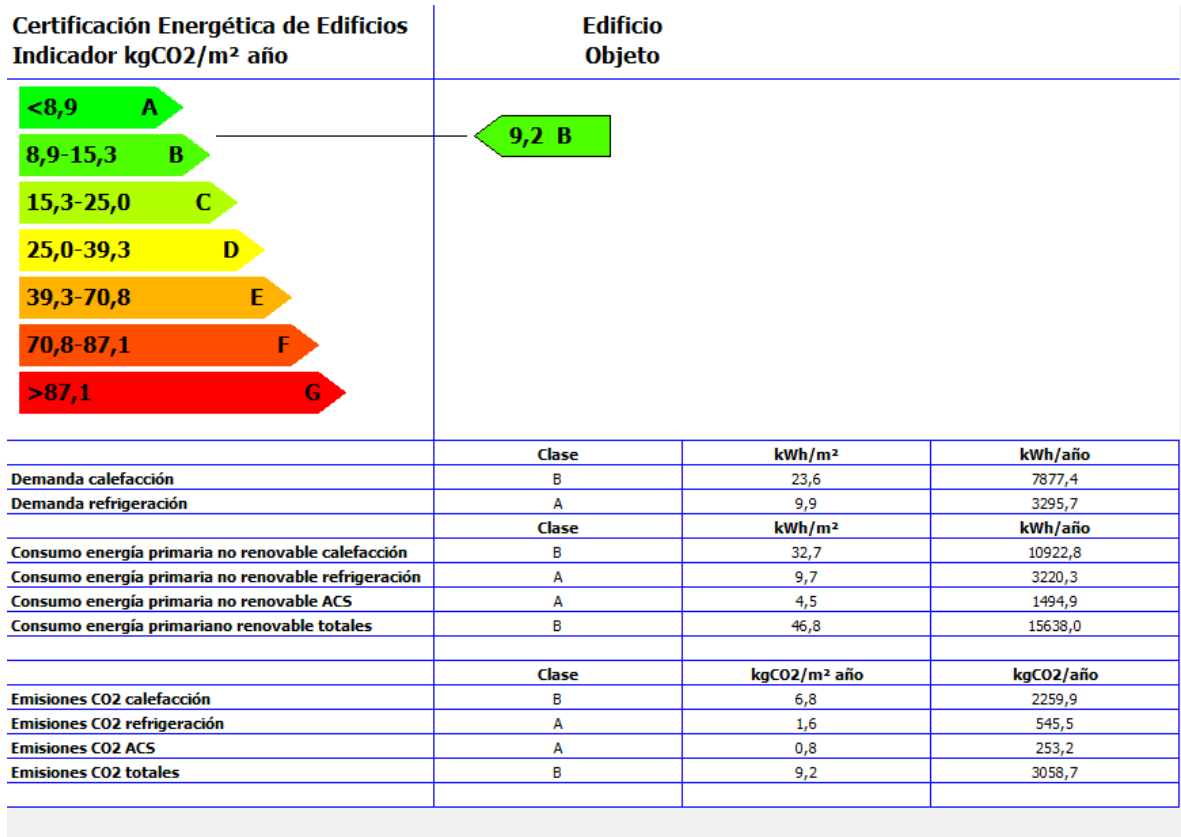 Certificación Energética de Edificios
Indicador kgCO2/m² año
Edificio
Objeto
<8,9 A
8,9-15,3 B
15,3-25,0 C
25,0-39,3 D
39,3-70,8 E
70,8-87,1 F
>87,1 G
9,2 B
Clase kWh/m² kWh/año
Demanda calefacción B 23,6 7877,4
Demanda refrigeración A 9,9 3295,7
Clase kWh/m² kWh/año
Consumo energía primaria no renovable calefacción B 32,7 10922,8
Consumo energía primaria no renovable refrigeración A 9,7 3220,3
Consumo energía primaria no renovable ACS A 4,5 1494,9
Consumo energía primariano renovable totales B 46,8 15638,0
Clase kgCO2/m² año kgCO2/año
Emisiones CO2 calefacción B 6,8 2259,9
Emisiones CO2 refrigeración A 1,6 545,5
Emisiones CO2 ACS A 0,8 253,2
Emisiones CO2 totales B 9,2 3058,7